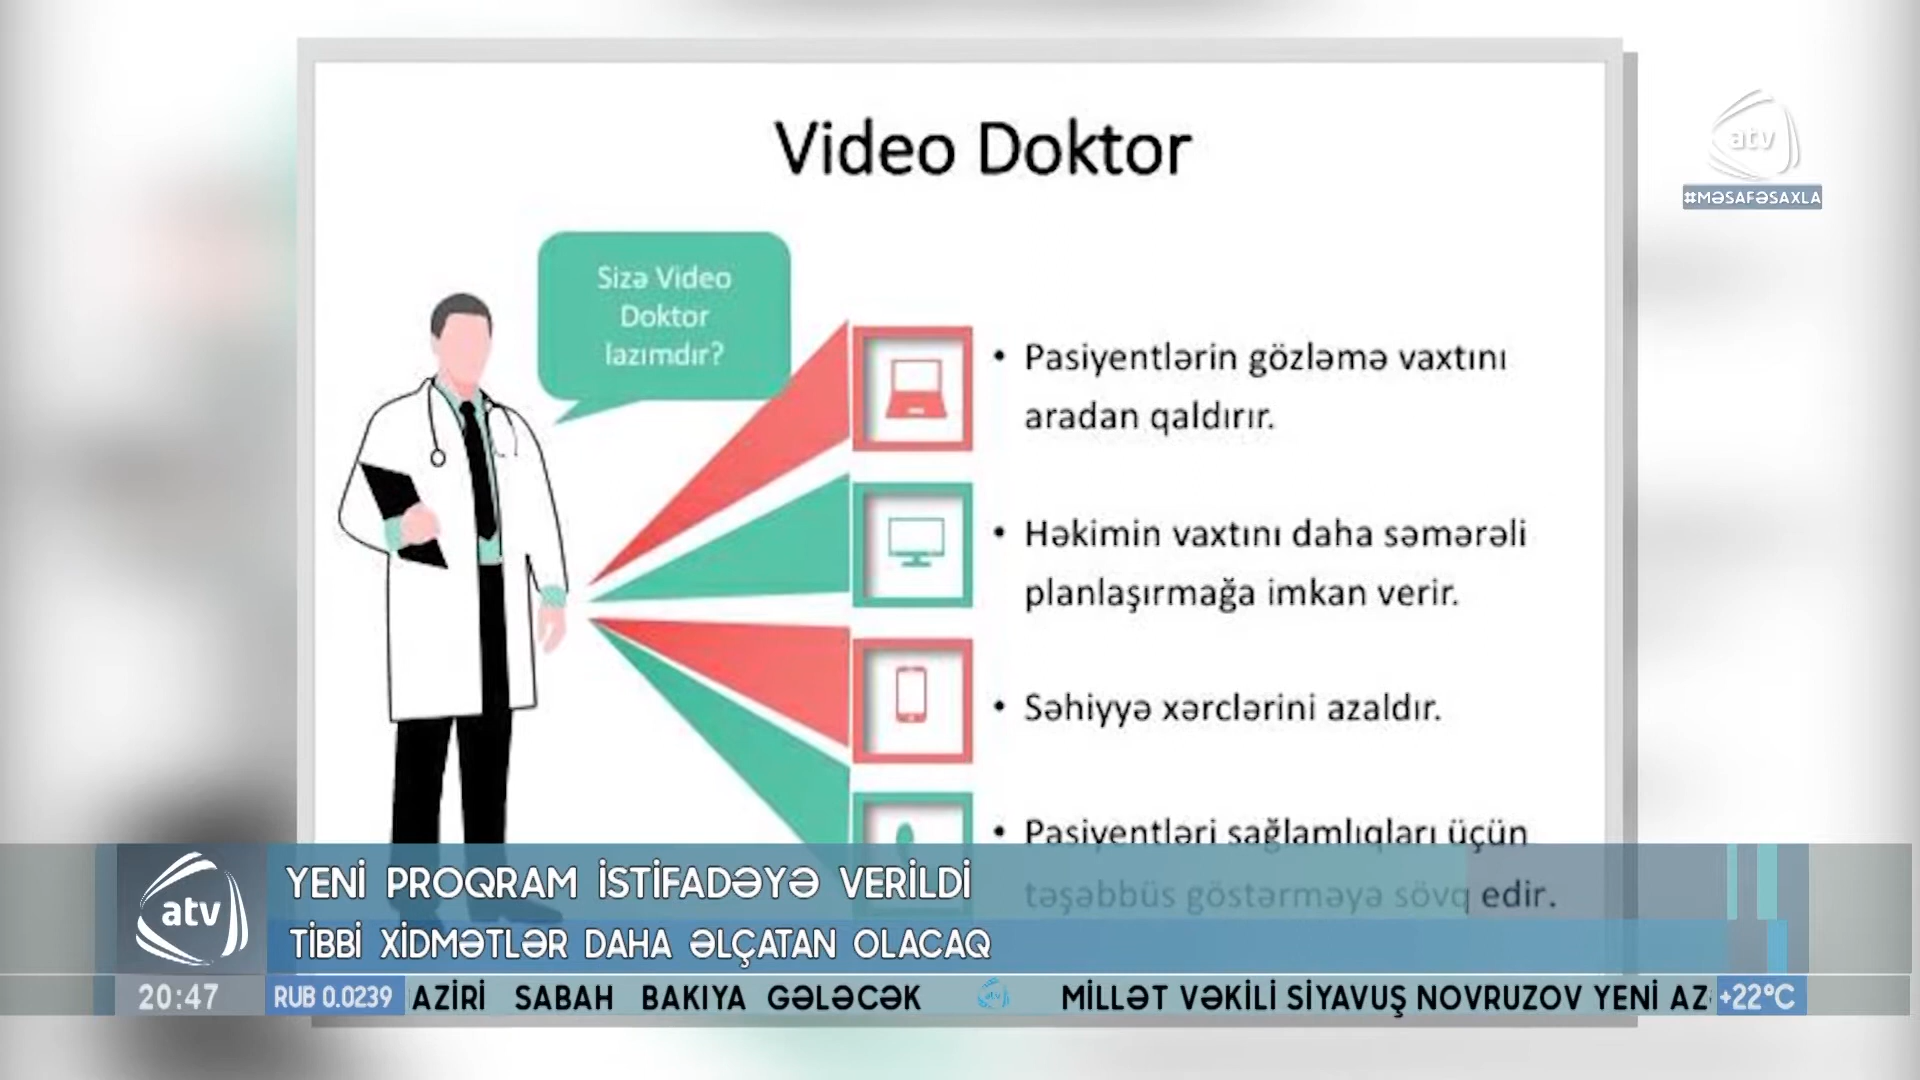 Video Doktor
atv
#MƏSAFƏSAXLA
Sizə Video
Doktor
lazımdır?
• Pasiyentlərin gözləmə vaxtını
aradan qaldırır.
• Həkimin vaxtını daha səmərəli
planlaşırmağa imkan verir.
• Səhiyyə xərclərini azaldır.
• Pasiyentləri sağlamlıqları üçün
təşəbbüs göstərməyə sövq edir.
atv
YENİ PROQRAM İSTİFADƏYƏ VERİLDİ
TİBBİ XİDMƏTLƏR DAHA ƏLÇATAN OLACAQ
20:47 RUB 0.0239 AZİRİ SABAH BAKIYA GƏLƏCƏK atv MİLLƏT VƏKİLİ SİYAVUŞ NOVRUZOV YENİ AZ +22°C